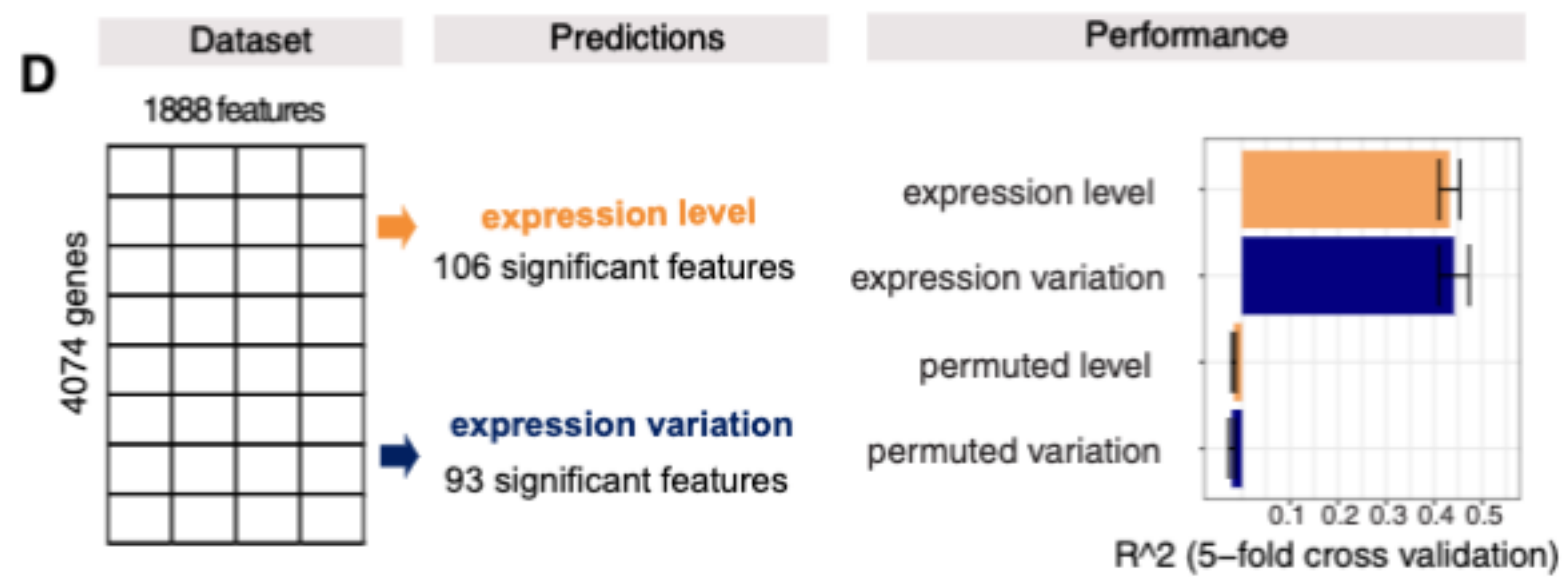 D
Dataset
Predictions
Performance
1888 features
4074 genes
expression level
106 significant features
expression variation
93 significant features
expression level
expression variation
permuted level
permuted variation
0.1 0.2 0.3 0.4 0.5
R^2 (5–fold cross validation)